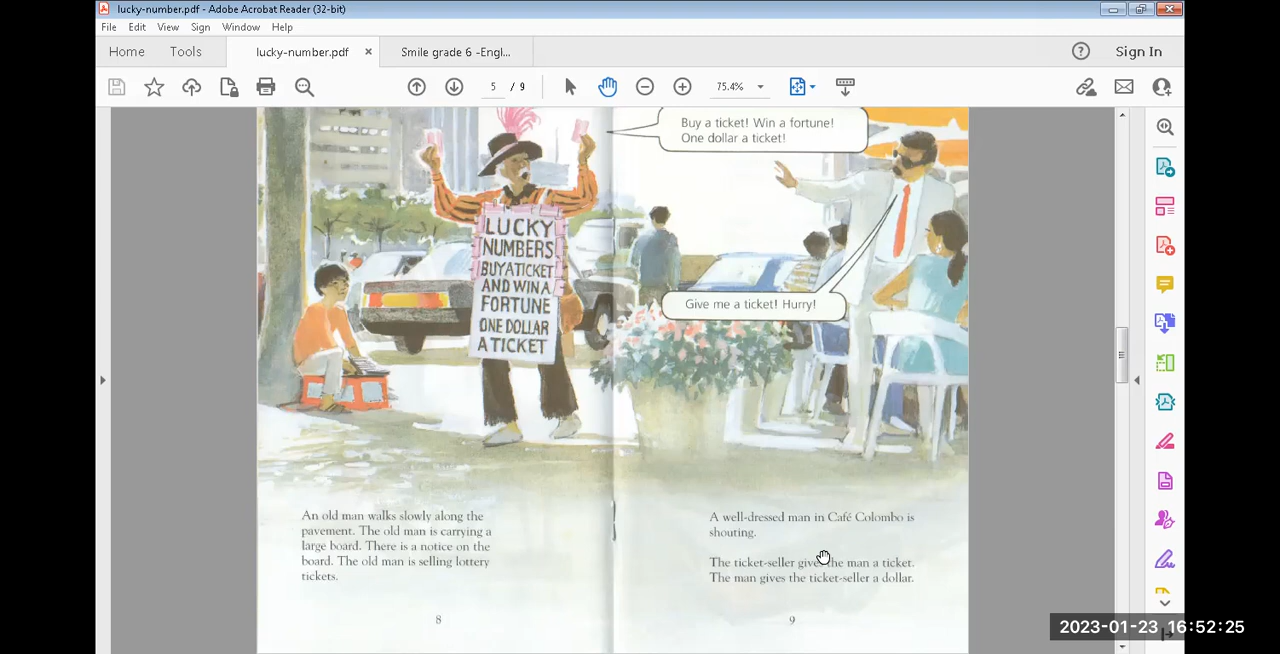 lucky-number.pdf - Adobe Acrobat Reader (32-bit)
File Edit View Sign Window Help
Home Tools lucky-number.pdf × Smile grade 6 -Engl... ? Sign In
5 / 9 75.4%
Buy a ticket! Win a fortune!
One dollar a ticket!
LUCKY
NUMBERS
BUY A TICKET
AND WIN A
FORTUNE
ONE DOLLAR
A TICKET
Give me a ticket! Hurry!
An old man walks slowly along the
pavement. The old man is carrying a
large board. There is a notice on the
board. The old man is selling lottery
tickets.
8
A well-dressed man in Café Colombo is
shouting.
The ticket-seller gives the man a ticket.
The man gives the ticket-seller a dollar.
9
2023-01-23 16:52:25